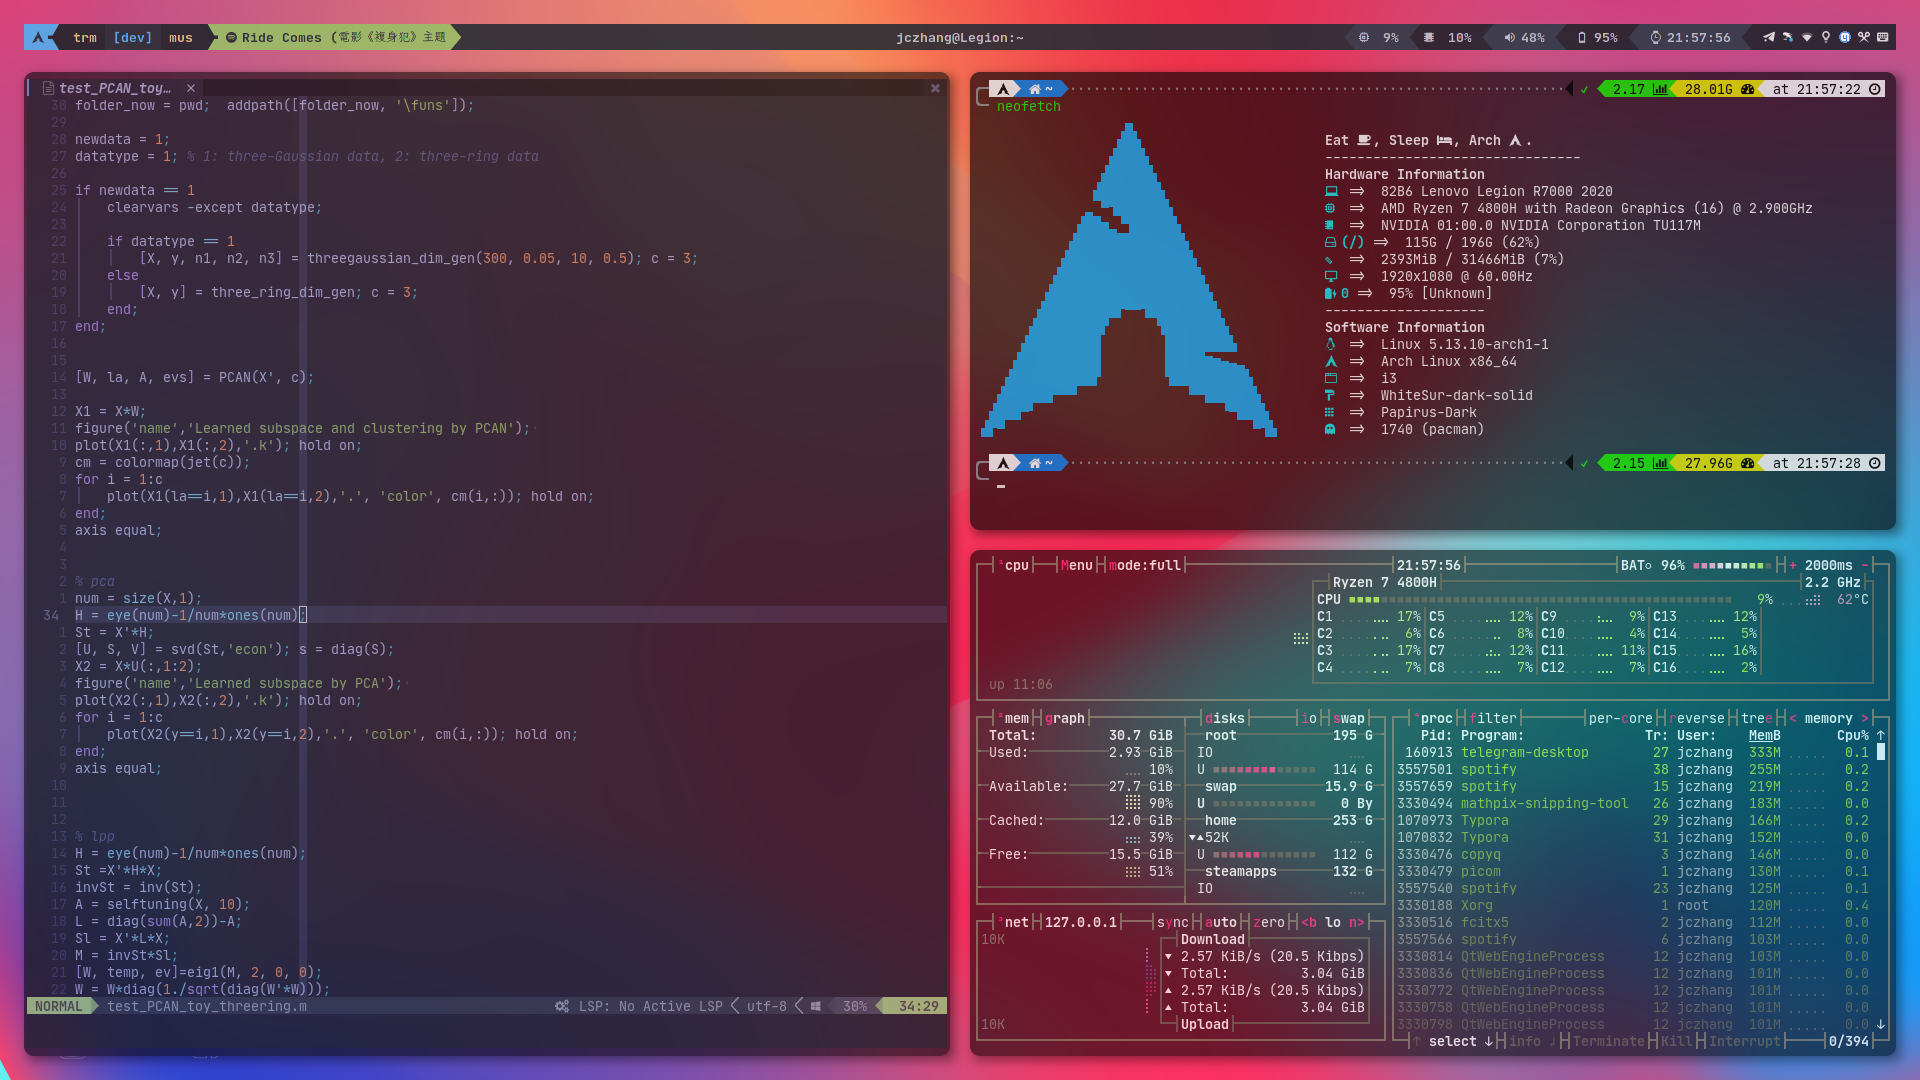 trm [dev] mus Ride Comes (電影《複身犯》主題
jczhang@Legion:~
9% 10% 48% 95% 21:57:56
test_PCAN_toy… ×
30 folder_now = pwd;  addpath([folder_now, '\funs']);
29
28 newdata = 1;
27 datatype = 1; % 1: three-Gaussian data, 2: three-ring data
26
25 if newdata == 1
24     clearvars -except datatype;
23
22     if datatype == 1
21         [X, y, n1, n2, n3] = threegaussian_dim_gen(300, 0.05, 10, 0.5); c = 3;
20     else
19         [X, y] = three_ring_dim_gen; c = 3;
18     end;
17 end;
16
15
14 [W, la, A, evs] = PCAN(X', c);
13
12 X1 = X*W;
11 figure('name','Learned subspace and clustering by PCAN');
10 plot(X1(:,1),X1(:,2),'.k'); hold on;
9 cm = colormap(jet(c));
8 for i = 1:c
7     plot(X1(la==i,1),X1(la==i,2),'.', 'color', cm(i,:)); hold on;
6 end;
5 axis equal;
4
3
2 % pca
1 num = size(X,1);
34 H = eye(num)-1/num*ones(num);
1 St = X'*H;
2 [U, S, V] = svd(St,'econ'); s = diag(S);
3 X2 = X*U(:,1:2);
4 figure('name','Learned subspace by PCA');
5 plot(X2(:,1),X2(:,2),'.k'); hold on;
6 for i = 1:c
7     plot(X2(y==i,1),X2(y==i,2),'.', 'color', cm(i,:)); hold on;
8 end;
9 axis equal;
10
11
12
13 % lpp
14 H = eye(num)-1/num*ones(num);
15 St =X'*H*X;
16 invSt = inv(St);
17 A = selftuning(X, 10);
18 L = diag(sum(A,2))-A;
19 Sl = X'*L*X;
20 M = invSt*Sl;
21 [W, temp, ev]=eig1(M, 2, 0, 0);
22 W = W*diag(1./sqrt(diag(W'*W)));
NORMAL test_PCAN_toy_threering.m LSP: No Active LSP utf-8 30% 34:29
~ ✓ 2.17 28.01G at 21:57:22
neofetch
Eat , Sleep , Arch .
--------------------------------
Hardware Information
=> 82B6 Lenovo Legion R7000 2020
=> AMD Ryzen 7 4800H with Radeon Graphics (16) @ 2.900GHz
=> NVIDIA 01:00.0 NVIDIA Corporation TU117M
(/) => 115G / 196G (62%)
=> 2393MiB / 31466MiB (7%)
=> 1920x1080 @ 60.00Hz
0 => 95% [Unknown]
--------------------
Software Information
=> Linux 5.13.10-arch1-1
=> Arch Linux x86_64
=> i3
=> WhiteSur-dark-solid
=> Papirus-Dark
=> 1740 (pacman)
~ ✓ 2.15 27.96G at 21:57:28
¹cpu Menu mode:full 21:57:56 BAT○ 96% + 2000ms -
Ryzen 7 4800H 2.2 GHz
CPU 9% 62°C
C1 17% C5 12% C9 9% C13 12%
C2 6% C6 8% C10 4% C14 5%
C3 17% C7 12% C11 11% C15 16%
C4 7% C8 7% C12 7% C16 2%
up 11:06
²mem graph disks io swap
Total: 30.7 GiB
Used: 2.93 GiB
10%
Available: 27.7 GiB
90%
Cached: 12.0 GiB
39%
Free: 15.5 GiB
51%
root 195 G
IO
U 114 G
swap 15.9 G
U 0 By
home 253 G
▼▲52K
U 112 G
steamapps 132 G
IO
³net 127.0.0.1 sync auto zero <b lo n>
10K
Download
▼ 2.57 KiB/s (20.5 Kibps)
▼ Total: 3.04 GiB
▲ 2.57 KiB/s (20.5 Kibps)
▲ Total: 3.04 GiB
Upload
10K
⁴proc filter per-core reverse tree < memory >
Pid: Program: Tr: User: MemB Cpu% ↑
160913 telegram-desktop 27 jczhang 333M 0.1
3557501 spotify 38 jczhang 255M 0.2
3557659 spotify 15 jczhang 219M 0.2
3330494 mathpix-snipping-tool 26 jczhang 183M 0.0
1070973 Typora 29 jczhang 166M 0.2
1070832 Typora 31 jczhang 152M 0.0
3330476 copyq 3 jczhang 146M 0.0
3330479 picom 1 jczhang 130M 0.1
3557540 spotify 23 jczhang 125M 0.1
3330188 Xorg 1 root 120M 0.4
3330516 fcitx5 2 jczhang 112M 0.0
3557566 spotify 6 jczhang 103M 0.0
3330814 QtWebEngineProcess 12 jczhang 103M 0.0
3330836 QtWebEngineProcess 12 jczhang 101M 0.0
3330772 QtWebEngineProcess 12 jczhang 101M 0.0
3330758 QtWebEngineProcess 12 jczhang 101M 0.0
3330798 QtWebEngineProcess 12 jczhang 101M 0.0 ↓
↑ select ↓ info ↲ Terminate Kill Interrupt 0/394